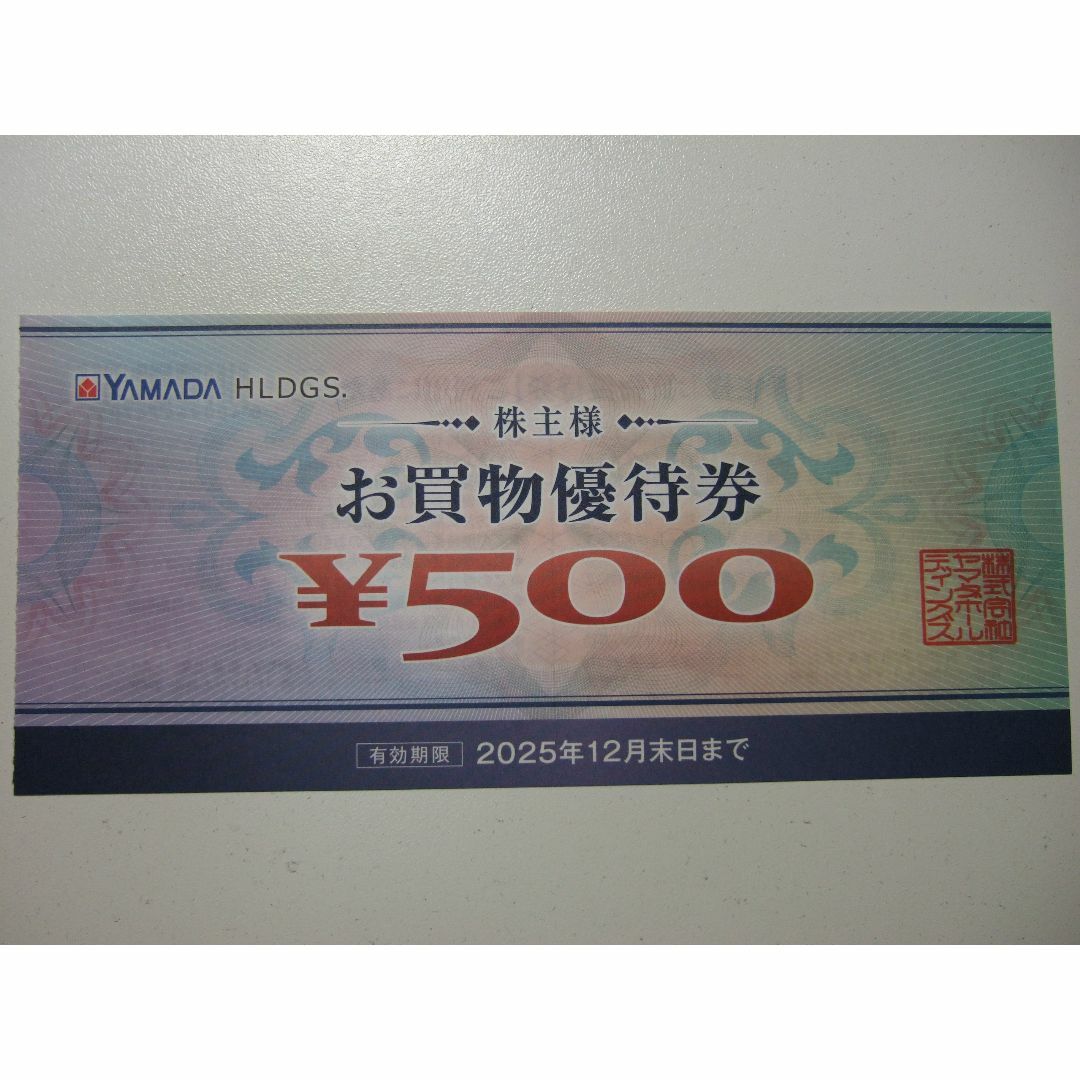 YAMADA HLDGS.
株主様
お買物優待券
¥500
株式会社
ヤマダホール
ディングス
有効期限 2025年12月末日まで